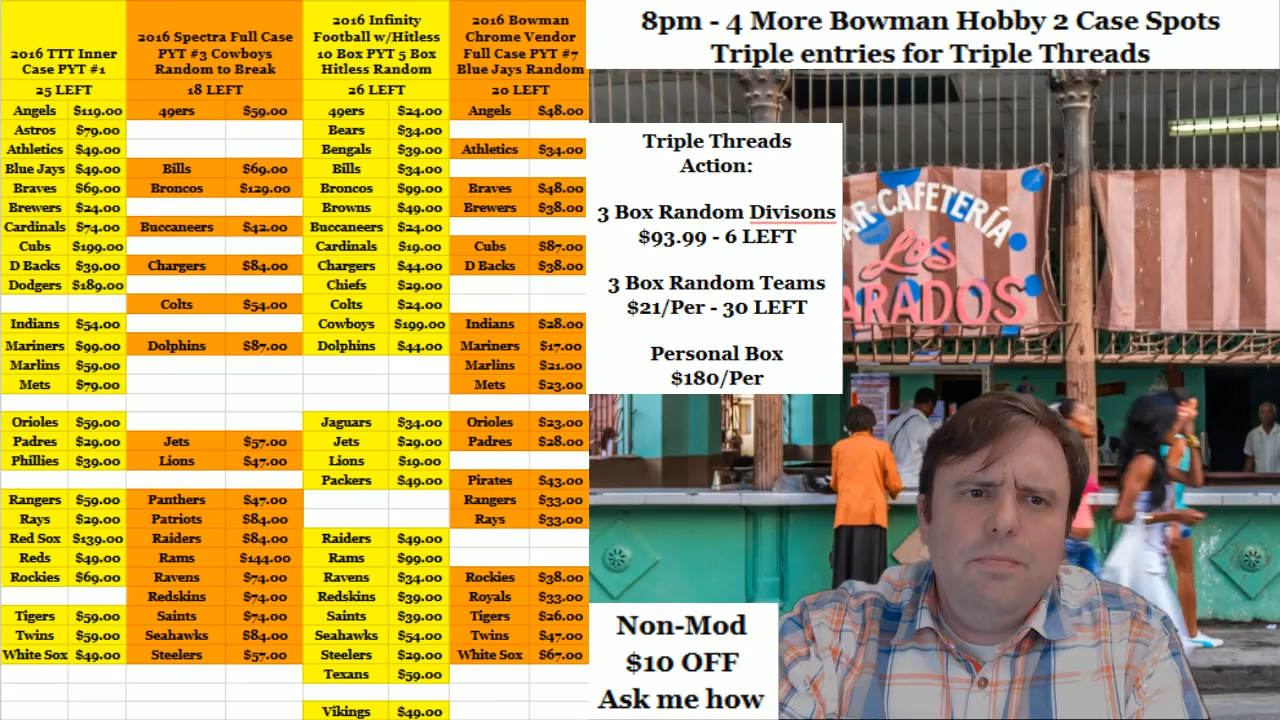 2016 TTT Inner
Case PYT #1
25 LEFT
Angels $119.00
Astros $79.00
Athletics $49.00
Blue Jays $49.00
Braves $69.00
Brewers $24.00
Cardinals $74.00
Cubs $199.00
D Backs $39.00
Dodgers $189.00
Indians $54.00
Mariners $99.00
Marlins $59.00
Mets $79.00
Orioles $59.00
Padres $29.00
Phillies $39.00
Rangers $59.00
Rays $29.00
Red Sox $139.00
Reds $49.00
Rockies $69.00
Tigers $59.00
Twins $59.00
White Sox $49.00
2016 Spectra Full Case
PYT #3 Cowboys
Random to Break
18 LEFT
49ers $59.00
Bills $69.00
Broncos $129.00
Buccaneers $42.00
Chargers $84.00
Colts $54.00
Dolphins $87.00
Jets $57.00
Lions $47.00
Panthers $47.00
Patriots $84.00
Raiders $84.00
Rams $144.00
Ravens $74.00
Redskins $74.00
Saints $74.00
Seahawks $84.00
Steelers $57.00
2016 Infinity
Football w/Hitless
10 Box PYT 5 Box
Hitless Random
26 LEFT
49ers $24.00
Bears $34.00
Bengals $39.00
Bills $34.00
Broncos $99.00
Browns $49.00
Buccaneers $24.00
Cardinals $19.00
Chargers $44.00
Chiefs $29.00
Colts $24.00
Cowboys $199.00
Dolphins $44.00
Jaguars $34.00
Jets $29.00
Lions $19.00
Packers $49.00
Raiders $49.00
Rams $99.00
Ravens $34.00
Redskins $39.00
Saints $39.00
Seahawks $54.00
Steelers $29.00
Texans $59.00
Vikings $49.00
2016 Bowman
Chrome Vendor
Full Case PYT #7
Blue Jays Random
20 LEFT
Angels $48.00
Athletics $34.00
Braves $48.00
Brewers $38.00
Cubs $87.00
D Backs $38.00
Indians $28.00
Mariners $17.00
Marlins $21.00
Mets $23.00
Orioles $23.00
Padres $28.00
Pirates $43.00
Rangers $33.00
Rays $33.00
Rockies $38.00
Royals $33.00
Tigers $26.00
Twins $47.00
White Sox $67.00
8pm - 4 More Bowman Hobby 2 Case Spots
Triple entries for Triple Threads
Triple Threads
Action:
3 Box Random Divisons
$93.99 - 6 LEFT
3 Box Random Teams
$21/Per - 30 LEFT
Personal Box
$180/Per
AR-CAFETERÍA
Los
ARADOS
Non-Mod
$10 OFF
Ask me how